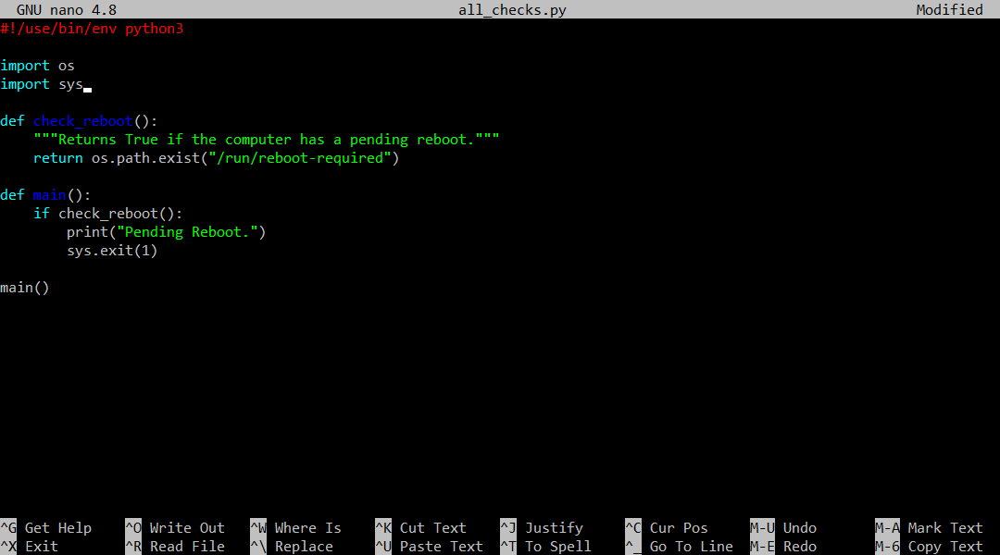 GNU nano 4.8 all_checks.py Modified
#!/use/bin/env python3
import os
import sys
def check_reboot():
"""Returns True if the computer has a pending reboot."""
return os.path.exist("/run/reboot-required")
def main():
if check_reboot():
print("Pending Reboot.")
sys.exit(1)
main()
^G Get Help ^O Write Out ^W Where Is ^K Cut Text ^J Justify ^C Cur Pos M-U Undo M-A Mark Text
^X Exit ^R Read File ^\ Replace ^U Paste Text ^T To Spell ^_ Go To Line M-E Redo M-6 Copy Text